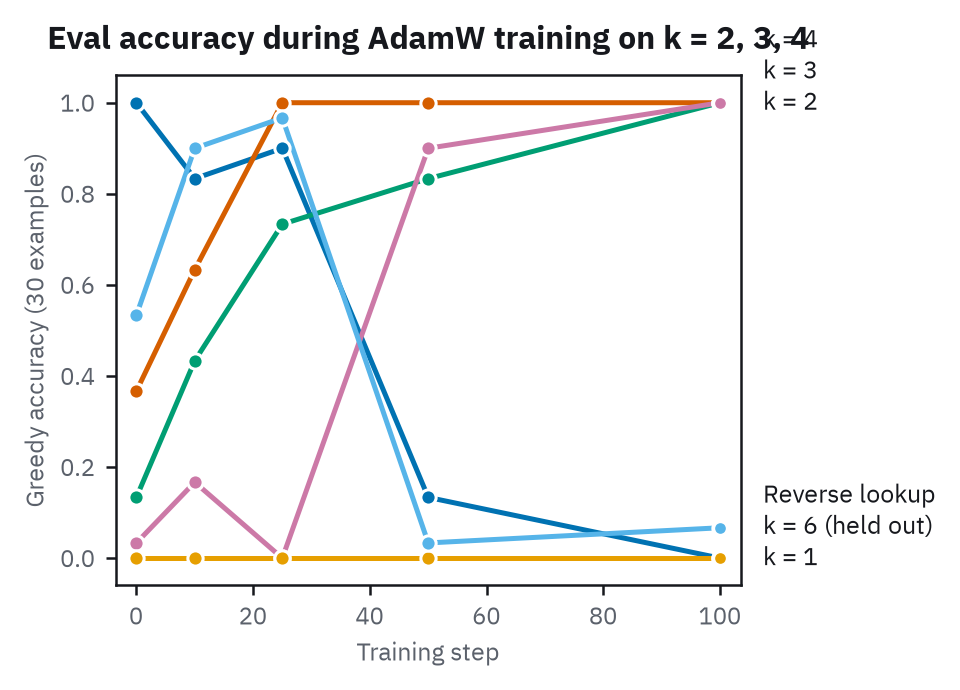 Eval accuracy during AdamW training on k = 2, 3, 4
k = 4
k = 3
k = 2
1.0
0.8
0.6
0.4
0.2
0.0
Greedy accuracy (30 examples)
Reverse lookup
k = 6 (held out)
k = 1
0 20 40 60 80 100
Training step